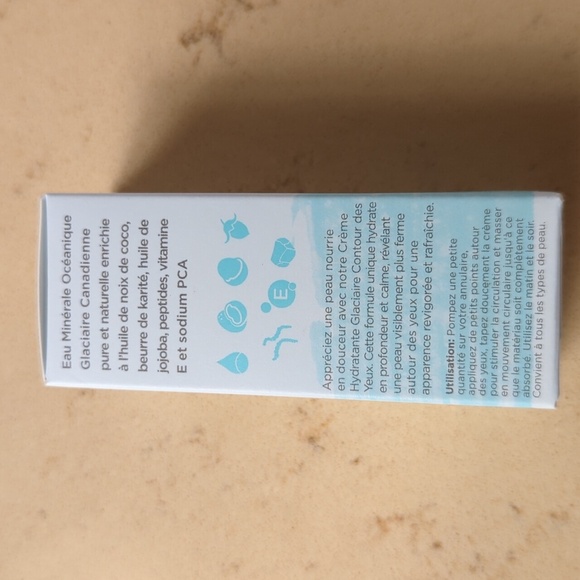 Eau Minérale Océanique
Glaciaire Canadienne
pure et naturelle enrichie
à l'huile de noix de coco,
beurre de karité, huile de
jojoba, peptides, vitamine
E et sodium PCA
E
Appréciez une peau nourrie
en douceur avec notre Crème
Hydratante Glaciaire Contour des
Yeux. Cette formule unique hydrate
en profondeur et calme, révélant
une peau visiblement plus ferme
autour des yeux pour une
apparence revigorée et rafraîchie.
Utilisation: Pompez une petite
quantité sur votre annulaire,
appliquez de petits points autour
des yeux, tapez doucement la crème
pour stimuler la circulation et masser
en mouvement circulaire jusqu'à ce
que le matériau soit complètement
absorbé. Utilisez le matin et le soir.
Convient à tous les types de peau.